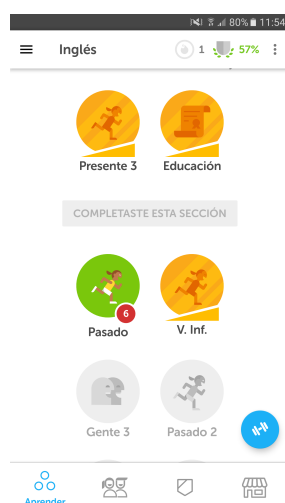 80% 11:54
Inglés 1 57%
Presente 3 Educación
COMPLETASTE ESTA SECCIÓN
6
Pasado V. Inf.
Gente 3 Pasado 2
Aprender